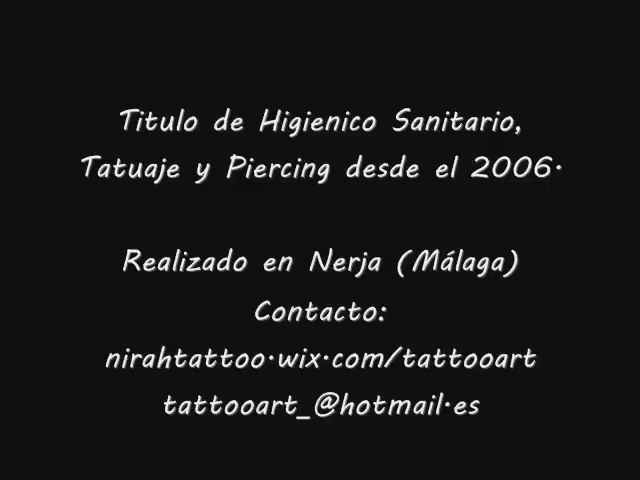 Titulo de Higienico Sanitario,
Tatuaje y Piercing desde el 2006.
Realizado en Nerja (Málaga)
Contacto:
nirahtattoo.wix.com/tattooart
tattooart_@hotmail.es